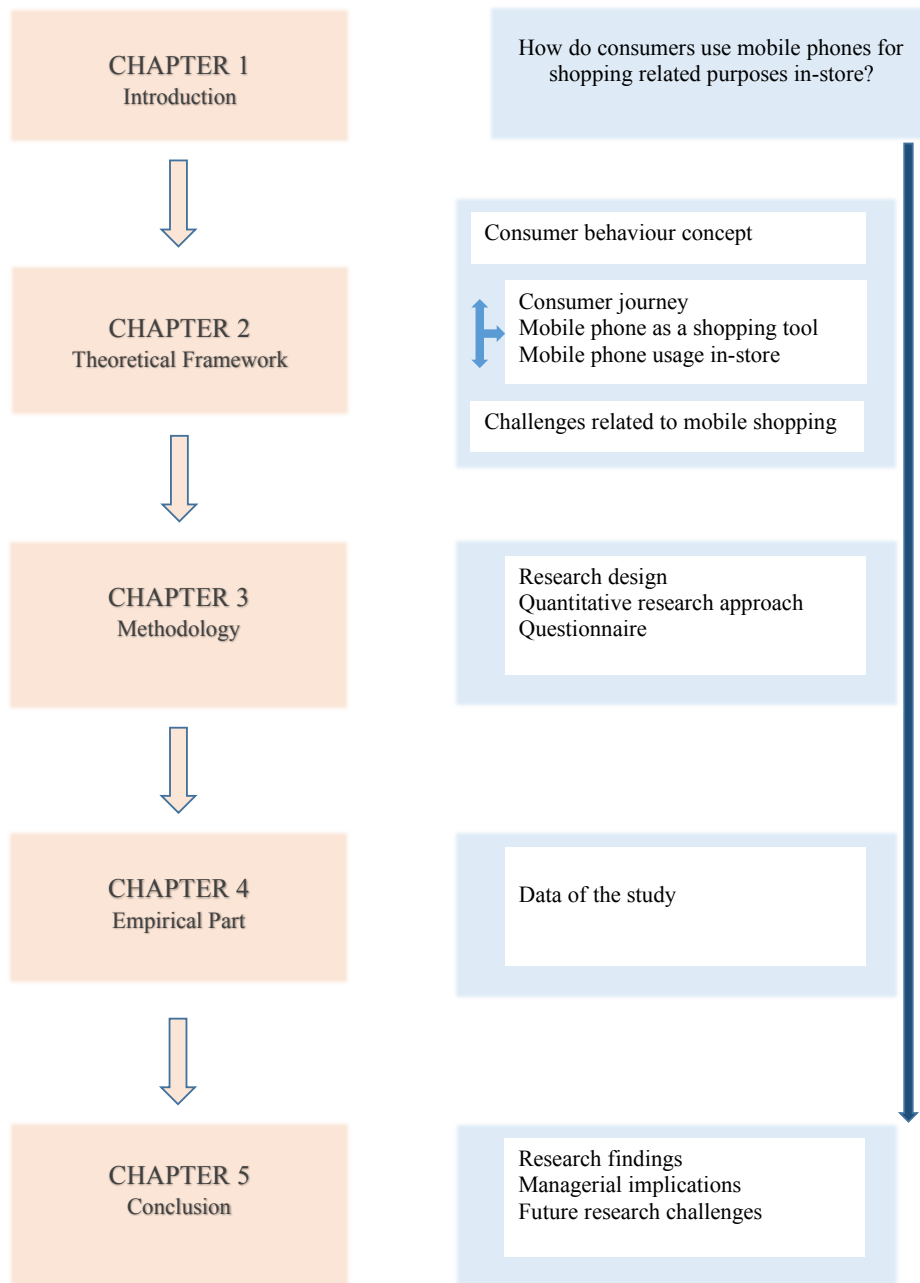 CHAPTER 1
Introduction
How do consumers use mobile phones for
shopping related purposes in-store?
CHAPTER 2
Theoretical Framework
Consumer behaviour concept
Consumer journey
Mobile phone as a shopping tool
Mobile phone usage in-store
Challenges related to mobile shopping
CHAPTER 3
Methodology
Research design
Quantitative research approach
Questionnaire
CHAPTER 4
Empirical Part
Data of the study
CHAPTER 5
Conclusion
Research findings
Managerial implications
Future research challenges